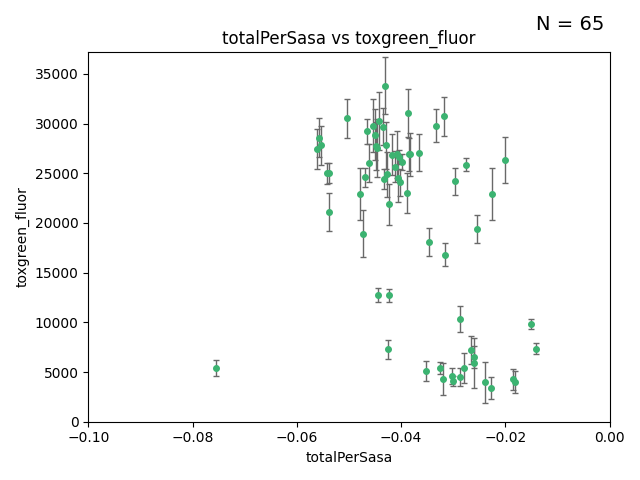 N = 65
totalPerSasa vs toxgreen_fluor
toxgreen_fluor
35000
30000
25000
20000
15000
10000
5000
0
−0.10 −0.08 −0.06 −0.04 −0.02 0.00
totalPerSasa